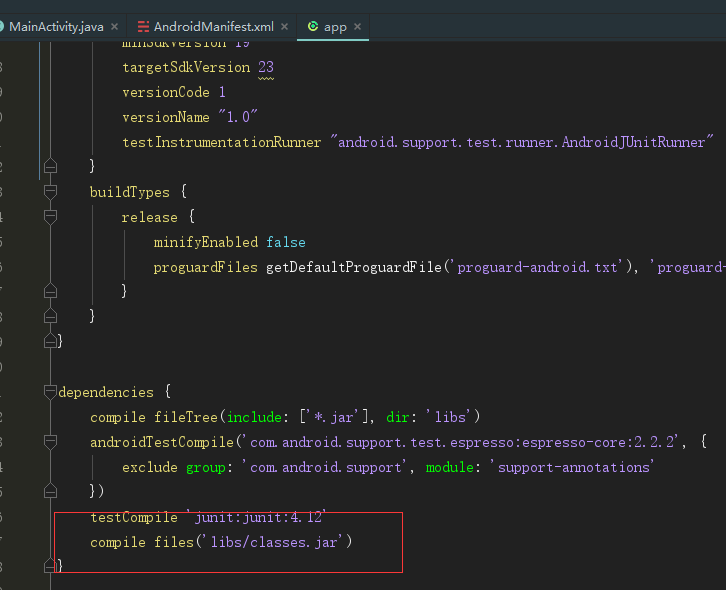 MainActivity.java × AndroidManifest.xml × app ×
minSdkVersion 19
targetSdkVersion 23
versionCode 1
versionName "1.0"
testInstrumentationRunner "android.support.test.runner.AndroidJUnitRunner"
}
buildTypes {
release {
minifyEnabled false
proguardFiles getDefaultProguardFile('proguard-android.txt'), 'proguard-
}
}
}
dependencies {
compile fileTree(include: ['*.jar'], dir: 'libs')
androidTestCompile('com.android.support.test.espresso:espresso-core:2.2.2', {
exclude group: 'com.android.support', module: 'support-annotations'
})
testCompile 'junit:junit:4.12'
compile files('libs/classes.jar')
}